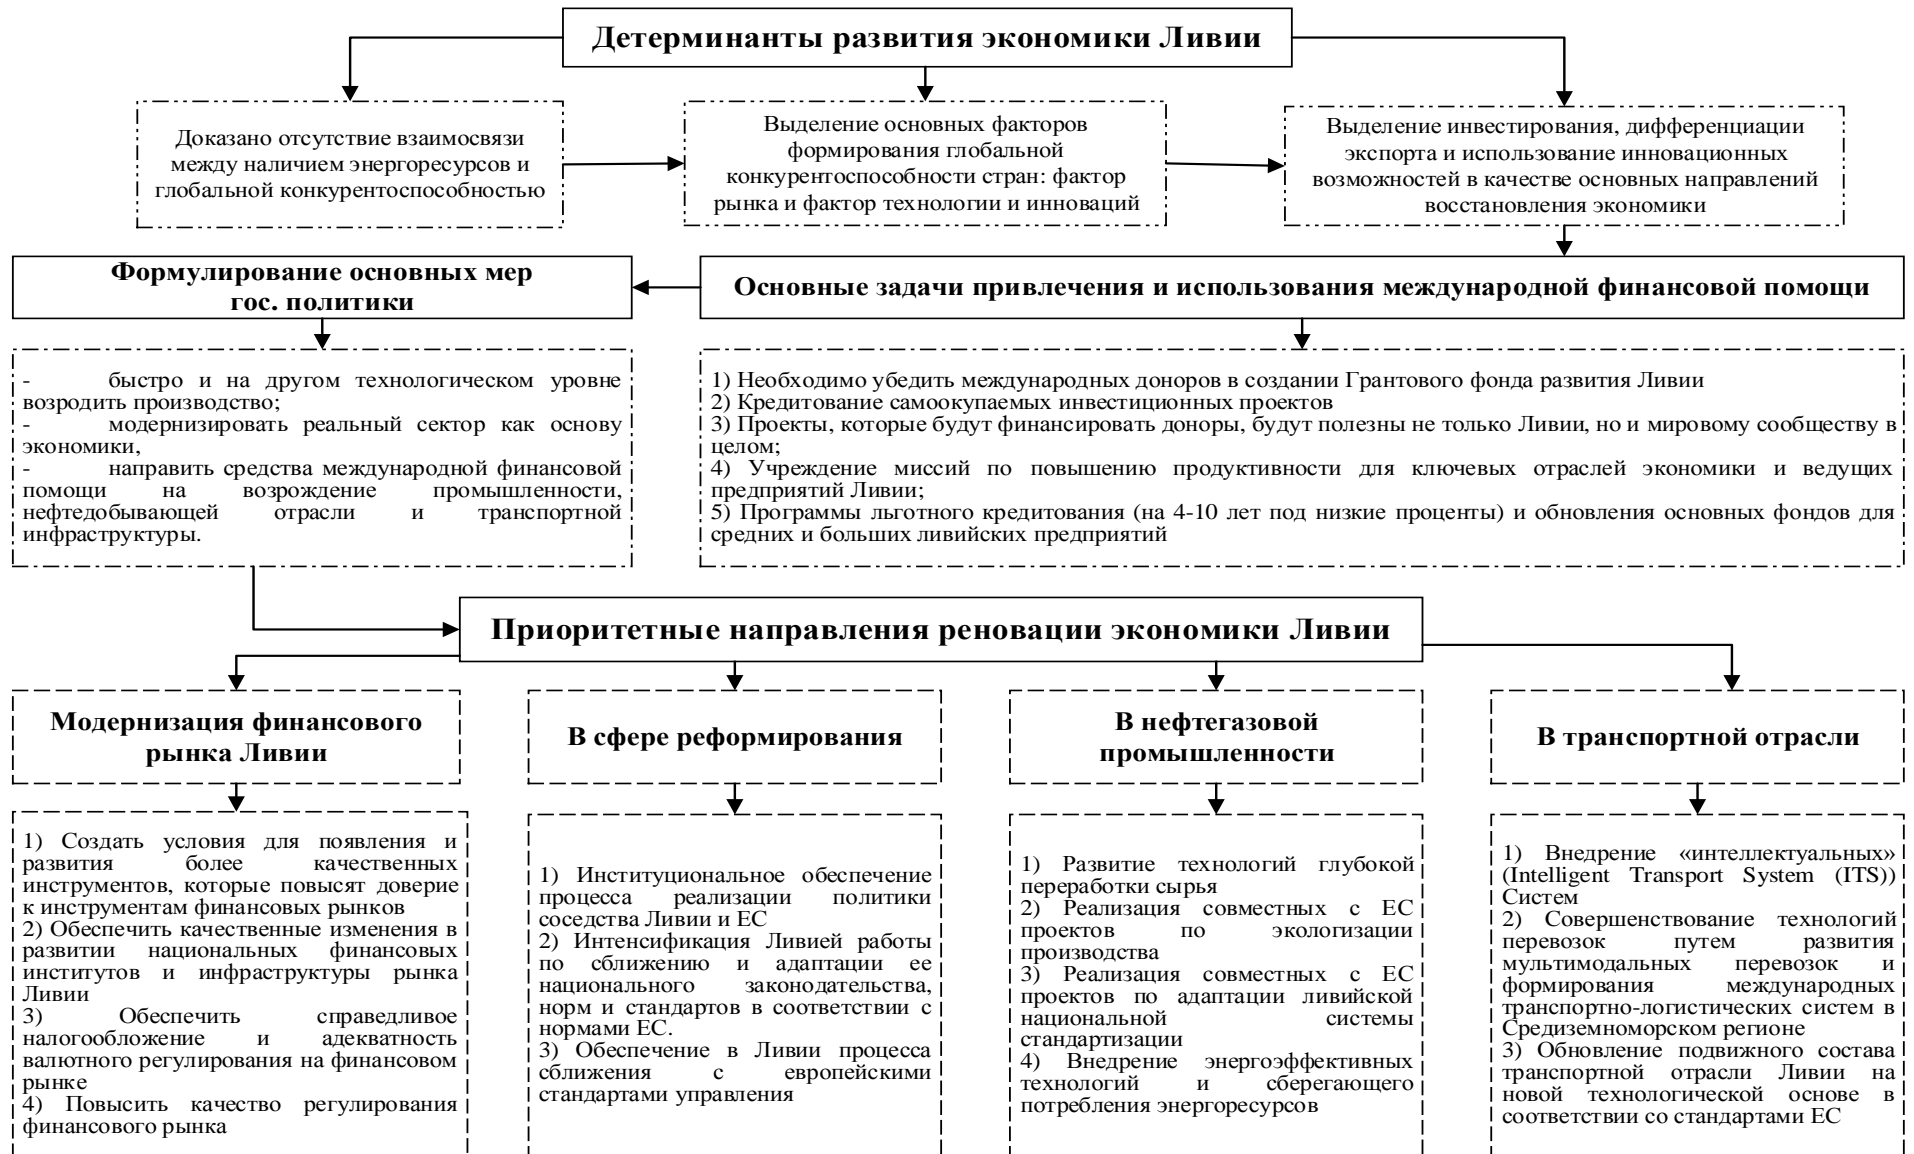 Детерминанты развития экономики Ливии
Доказано отсутствие взаимосвязи
между наличием энергоресурсов и
глобальной конкурентоспособностью
Выделение основных факторов
формирования глобальной
конкурентоспособности стран: фактор
рынка и фактор технологии и инноваций
Выделение инвестирования, дифференциации
экспорта и использование инновационных
возможностей в качестве основных направлений
восстановления экономики
Формулирование основных мер
гос. политики
Основные задачи привлечения и использования международной финансовой помощи
- быстро и на другом технологическом уровне
возродить производство;
- модернизировать реальный сектор как основу
экономики,
- направить средства международной финансовой
помощи на возрождение промышленности,
нефтедобывающей отрасли и транспортной
инфраструктуры.
1) Необходимо убедить международных доноров в создании Грантового фонда развития Ливии
2) Кредитование самоокупаемых инвестиционных проектов
3) Проекты, которые будут финансировать доноры, будут полезны не только Ливии, но и мировому сообществу в
целом;
4) Учреждение миссий по повышению продуктивности для ключевых отраслей экономики и ведущих
предприятий Ливии;
5) Программы льготного кредитования (на 4-10 лет под низкие проценты) и обновления основных фондов для
средних и больших ливийских предприятий
Приоритетные направления реновации экономики Ливии
Модернизация финансового
рынка Ливии
В сфере реформирования
В нефтегазовой
промышленности
В транспортной отрасли
1) Создать условия для появления и
развития более качественных
инструментов, которые повысят доверие
к инструментам финансовых рынков
2) Обеспечить качественные изменения в
развитии национальных финансовых
институтов и инфраструктуры рынка
Ливии
3) Обеспечить справедливое
налогообложение и адекватность
валютного регулирования на финансовом
рынке
4) Повысить качество регулирования
финансового рынка
1) Институциональное обеспечение
процесса реализации политики
соседства Ливии и ЕС
2) Интенсификация Ливией работы
по сближению и адаптации ее
национального законодательства,
норм и стандартов в соответствии с
нормами ЕС.
3) Обеспечение в Ливии процесса
сближения с европейскими
стандартами управления
1) Развитие технологий глубокой
переработки сырья
2) Реализация совместных с ЕС
проектов по экологизации
производства
3) Реализация совместных с ЕС
проектов по адаптации ливийской
национальной системы
стандартизации
4) Внедрение энергоэффективных
технологий и сберегающего
потребления энергоресурсов
1) Внедрение «интеллектуальных»
(Intelligent Transport System (ITS))
Систем
2) Совершенствование технологий
перевозок путем развития
мультимодальных перевозок и
формирования международных
транспортно-логистических систем в
Средиземноморском регионе
3) Обновление подвижного состава
транспортной отрасли Ливии на
новой технологической основе в
соответствии со стандартами ЕС